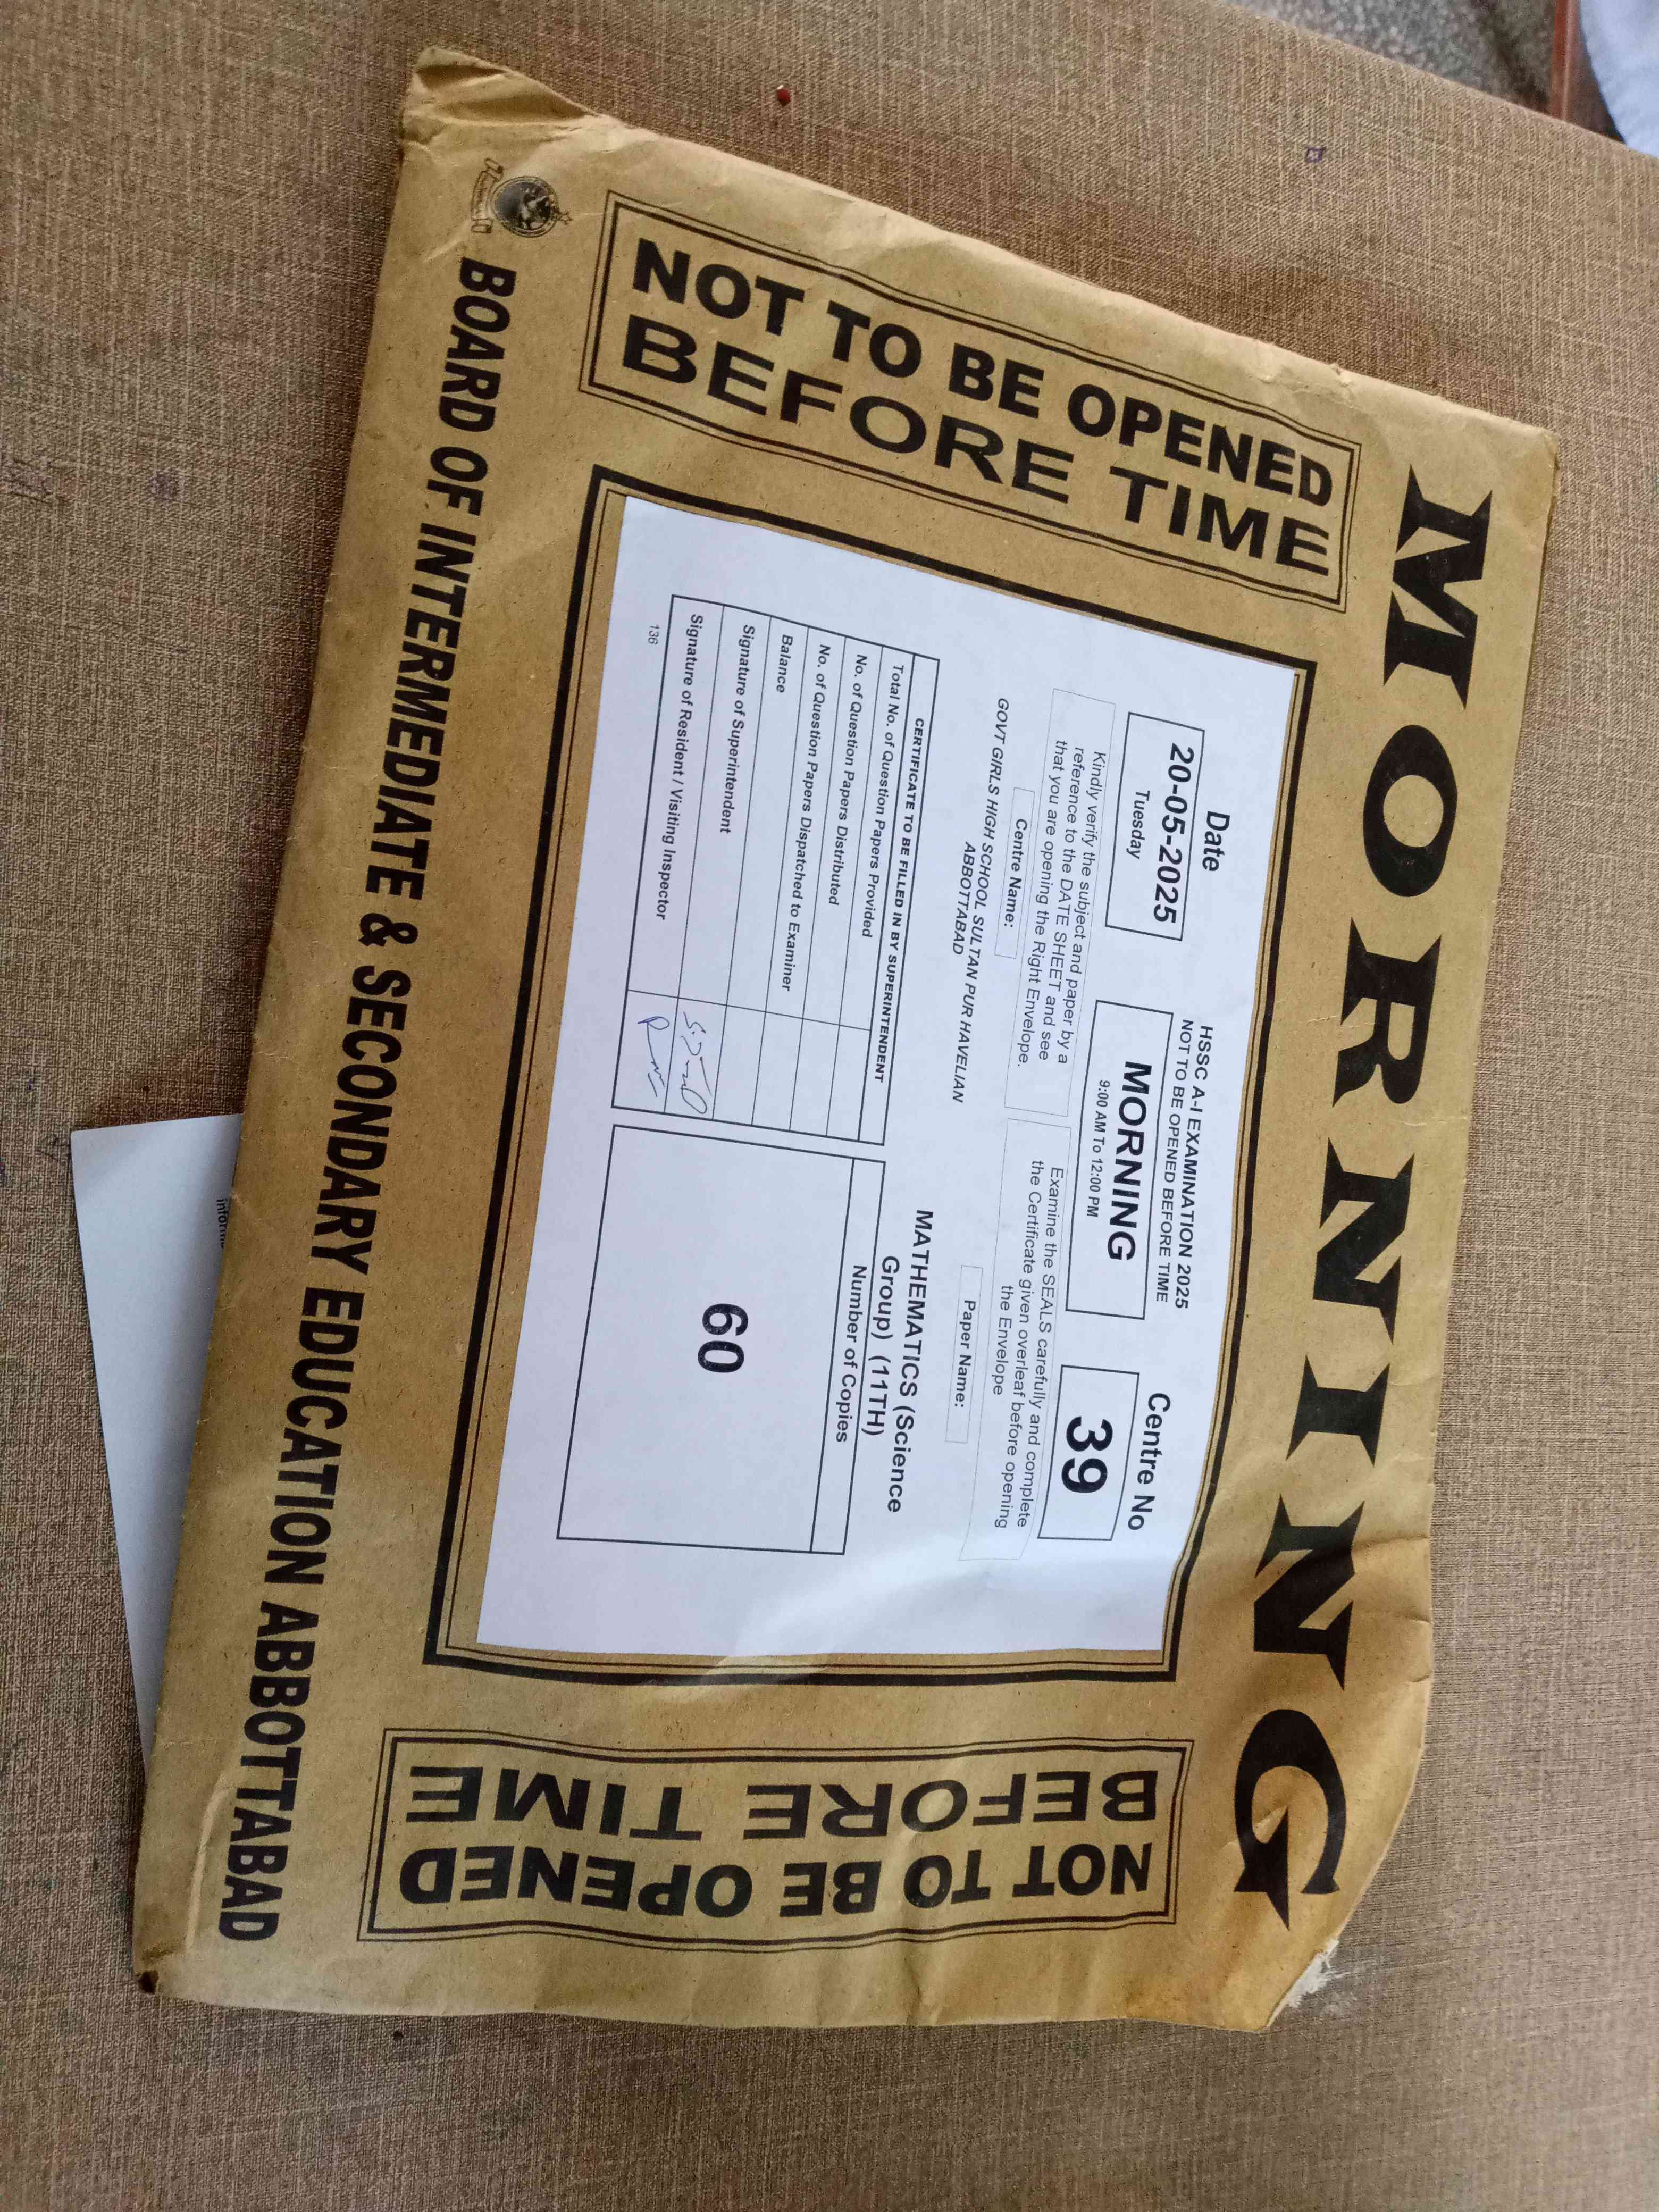 MORNING
NOT TO BE OPENED
BEFORE TIME
Date
20-05-2025
Tuesday
HSSC A-I EXAMINATION 2025
NOT TO BE OPENED BEFORE TIME
MORNING
9:00 AM To 12:00 PM
Centre No
39
Kindly verify the subject and paper by a
reference to the DATE SHEET and see
that you are opening the Right Envelope.
Examine the SEALS carefully and complete
the Certificate given overleaf before opening
the Envelope
Centre Name:
GOVT GIRLS HIGH SCHOOL SULTAN PUR HAVELIAN
ABBOTTABAD
Paper Name:
MATHEMATICS (Science
Group) (11TH)
CERTIFICATE TO BE FILLED IN BY SUPERINTENDENT
Total No. of Question Papers Provided
No. of Question Papers Distributed
No. of Question Papers Dispatched to Examiner
Balance
Signature of Superintendent
Signature of Resident / Visiting Inspector
136
Number of Copies
60
NOT TO BE OPENED
BEFORE TIME
BOARD OF INTERMEDIATE & SECONDARY EDUCATION ABBOTTABAD